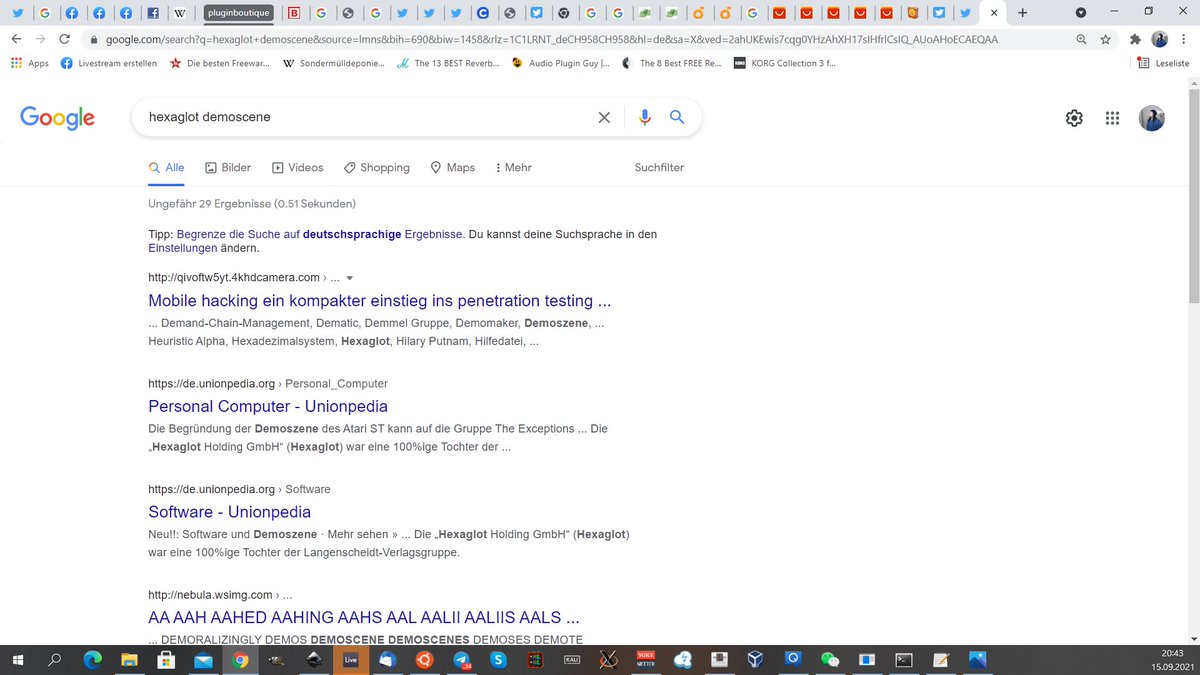 pluginboutique
google.com/search?q=hexaglot+demoscene&source=lmns&bih=690&biw=1458&rlz=1C1LRNT_deCH958CH958&hl=de&sa=X&ved=2ahUKEwis7cqg0YHzAhXH17sIHfrlCsIQ_AUoAHoECAEQAA
Apps Livestream erstellen Die besten Freewar... Sondermülldeponie... The 13 BEST Reverb... Audio Plugin Guy |... The 8 Best FREE Re... KORG Collection 3 f... Leseliste
Google
hexaglot demoscene
Alle Bilder Videos Shopping Maps Mehr Suchfilter
Ungefähr 29 Ergebnisse (0.51 Sekunden)
Tipp: Begrenze die Suche auf deutschsprachige Ergebnisse. Du kannst deine Suchsprache in den
Einstellungen ändern.
http://qivoftw5yt.4khdcamera.com › ...
Mobile hacking ein kompakter einstieg ins penetration testing ...
... Demand-Chain-Management, Dematic, Demmel Gruppe, Demomaker, Demoszene, ...
Heuristic Alpha, Hexadezimalsystem, Hexaglot, Hilary Putnam, Hilfedatei, ...
https://de.unionpedia.org › Personal_Computer
Personal Computer - Unionpedia
Die Begründung der Demoszene des Atari ST kann auf die Gruppe The Exceptions ... Die
„Hexaglot Holding GmbH“ (Hexaglot) war eine 100%ige Tochter der ...
https://de.unionpedia.org › Software
Software - Unionpedia
Neu!!: Software und Demoszene · Mehr sehen » ... Die „Hexaglot Holding GmbH“ (Hexaglot)
war eine 100%ige Tochter der Langenscheidt-Verlagsgruppe.
http://nebula.wsimg.com › ...
AA AAH AAHED AAHING AAHS AAL AALII AALIIS AALS ...
... DEMORALIZINGLY DEMOS DEMOSCENE DEMOSCENES DEMOSES DEMOTE
Live
KALI
20:43
15.09.2021